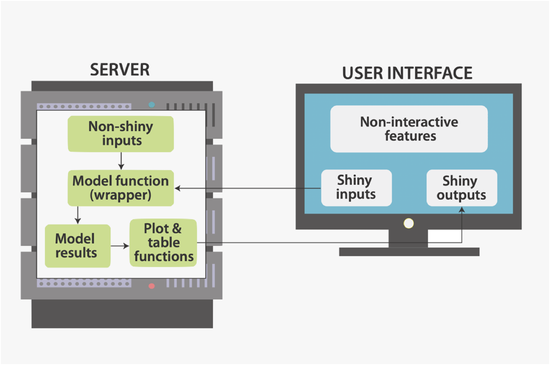 SERVER
Non-shiny
inputs
Model function
(wrapper)
Model
results
Plot &
table
functions
USER INTERFACE
Non-interactive
features
Shiny
inputs
Shiny
outputs